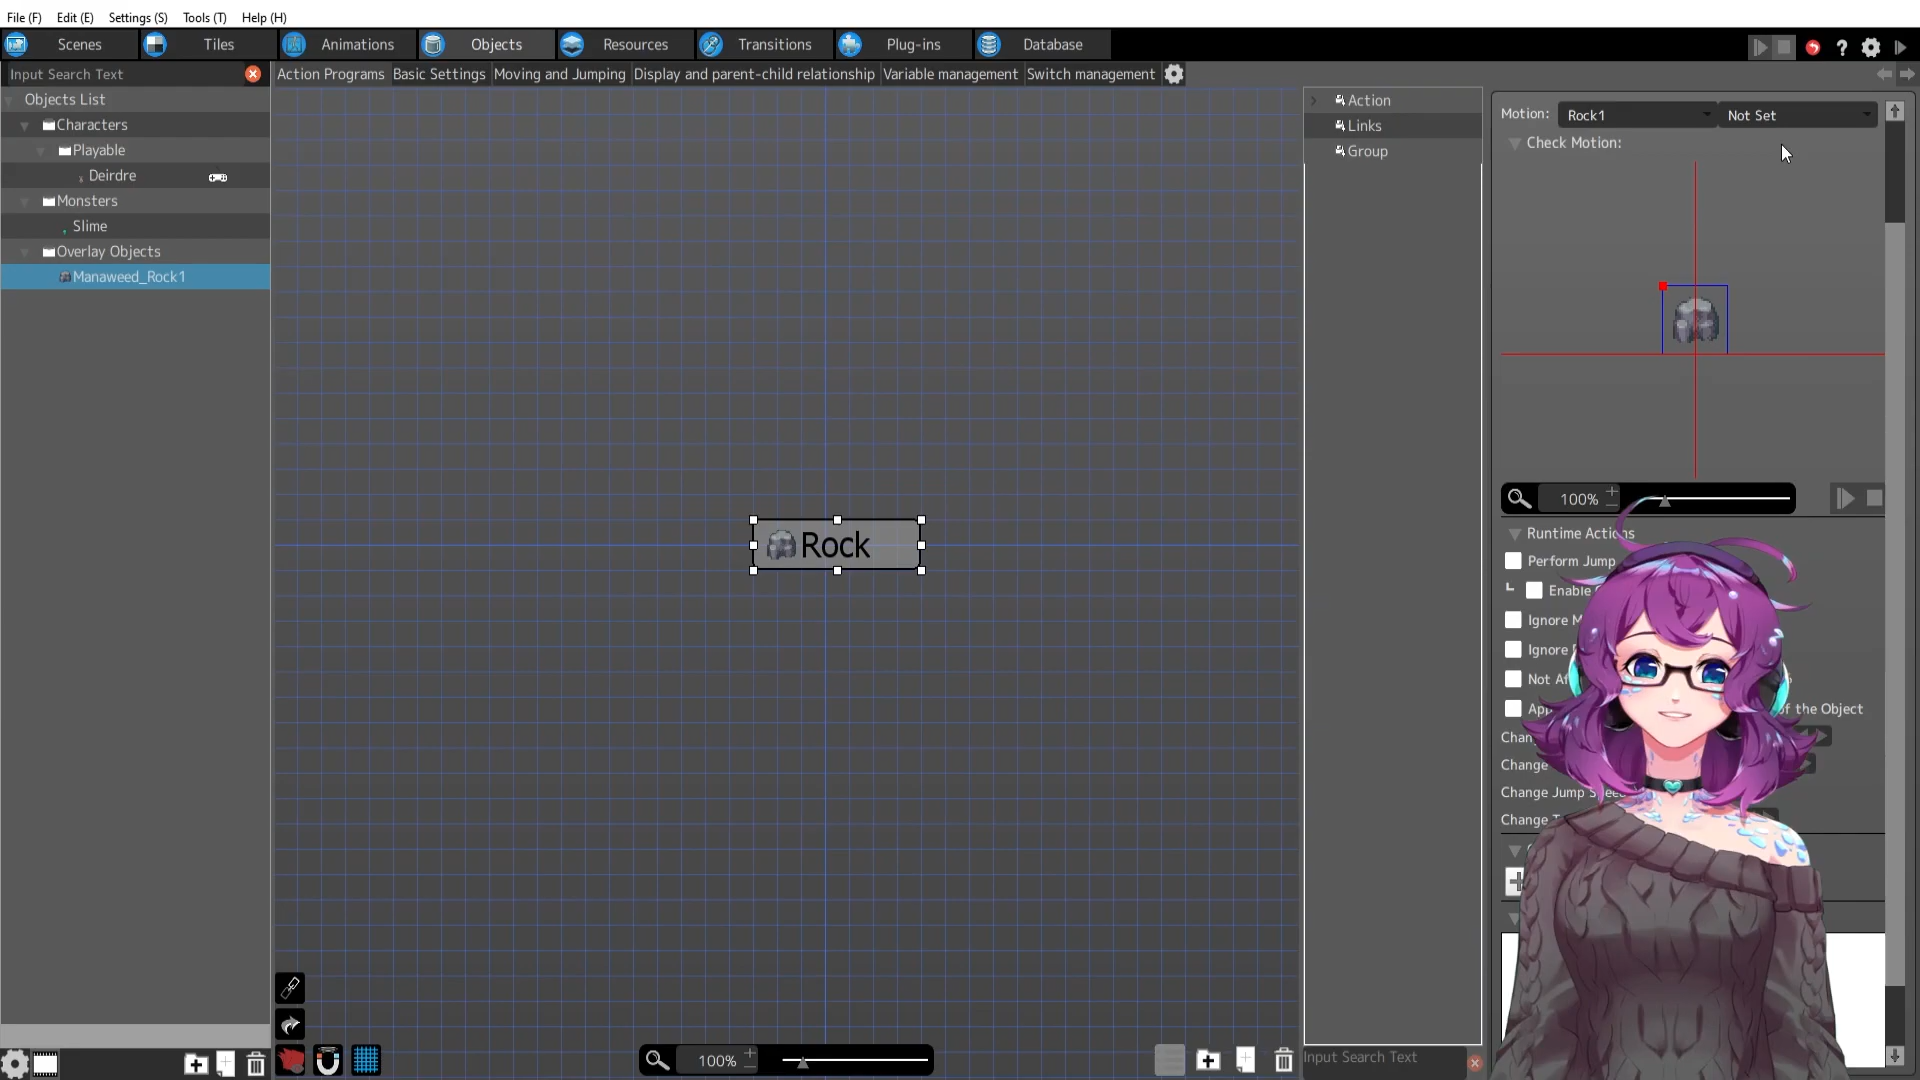 File (F) Edit (E) Settings (S) Tools (T) Help (H)
Scenes Tiles Animations Objects Resources Transitions Plug-ins Database
Input Search Text
Action Programs Basic Settings Moving and Jumping Display and parent-child relationship Variable management Switch management
Objects List
Characters
Playable
Deirdre
Monsters
Slime
Overlay Objects
Manaweed_Rock1
Rock
100%
Action
Links
Group
Input Search Text
Motion: Rock1 Not Set
Check Motion:
100%
Runtime Actions
Perform Jump
Enable
Ignore
Ignore
Not
of the Object
Change
Change Jump
Change